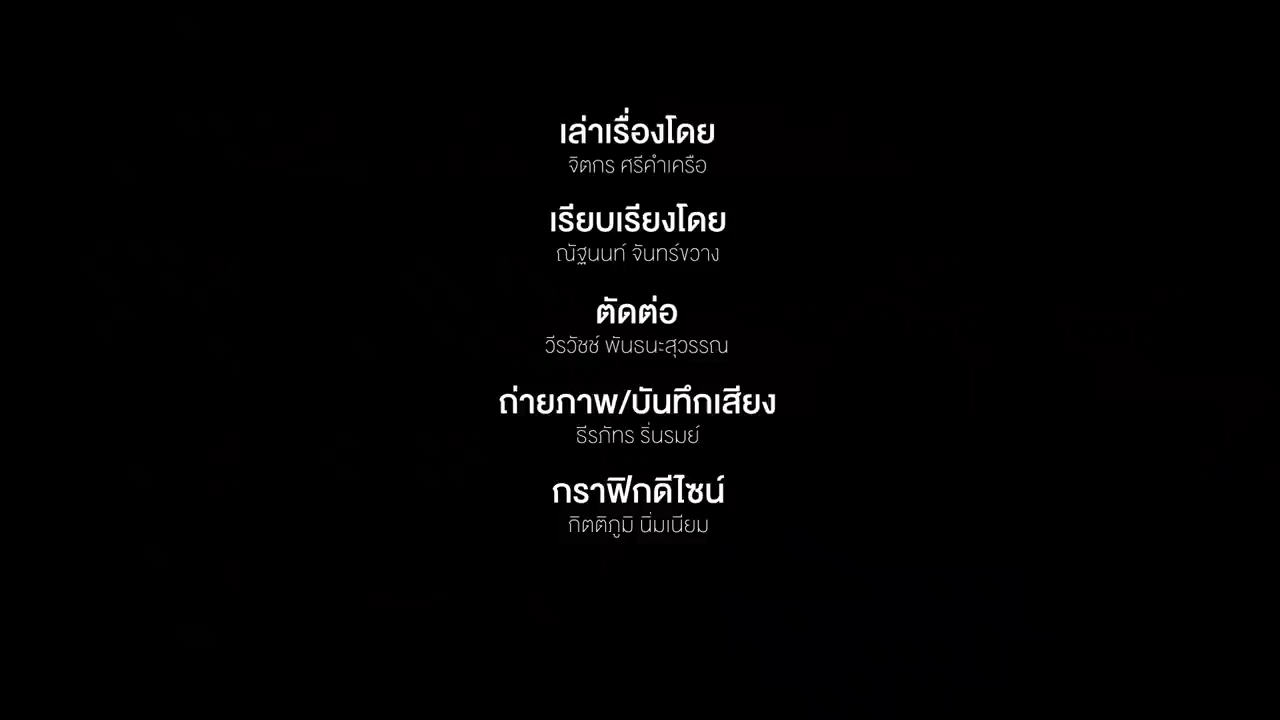 เล่าเรื่องโดย
จิตกร ศรีคำเครือ
เรียบเรียงโดย
ณัฐนนท์ จันทร์ขวาง
ตัดต่อ
วีรวัชช์ พันธนะสุวรรณ
ถ่ายภาพ/บันทึกเสียง
ธีรภัทร รื่นรมย์
กราฟิกดีไซน์
กิตติภูมิ นิ่มเนียม